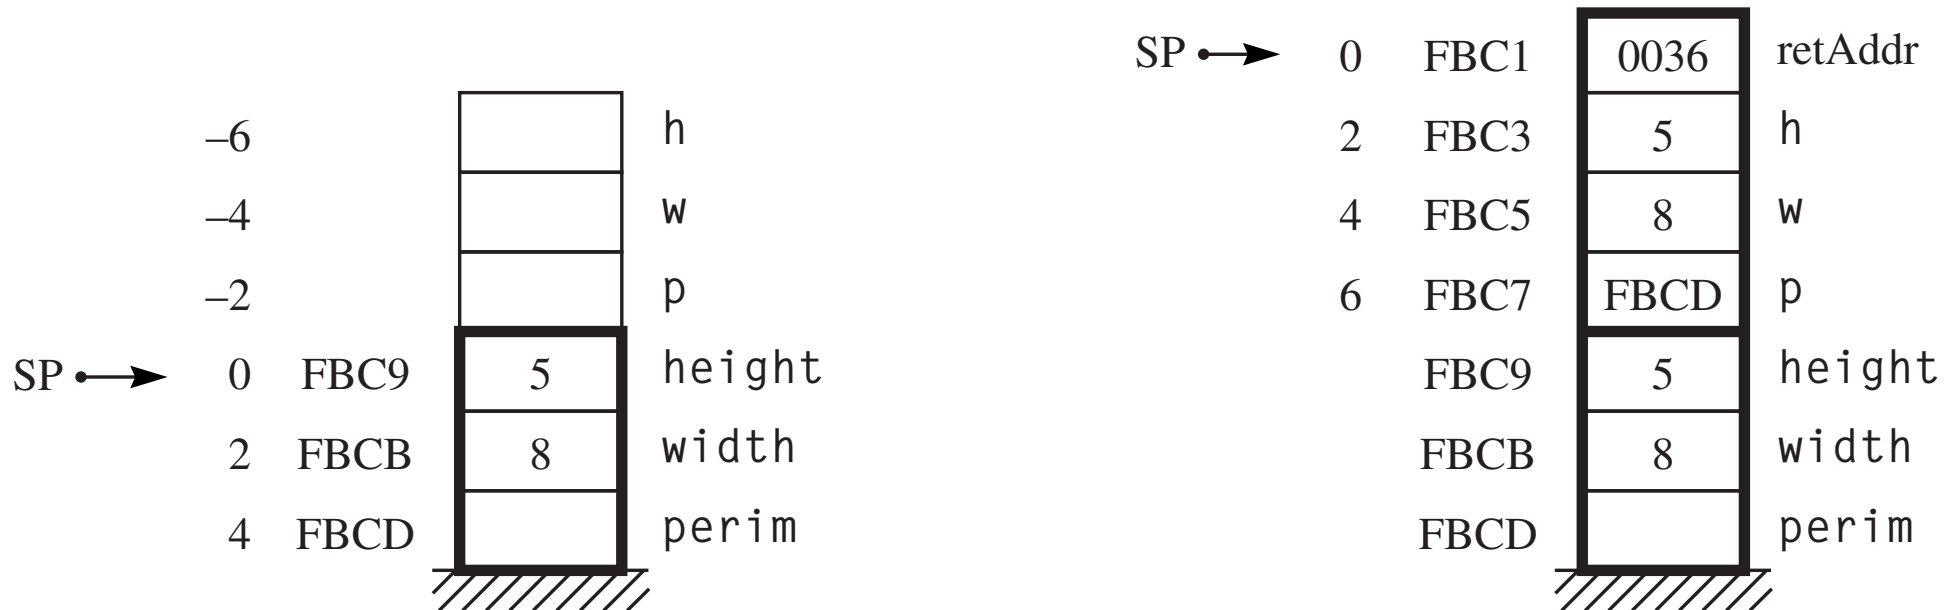 –6 h
–4 w
–2 p
SP 0 FBC9 5 height
2 FBCB 8 width
4 FBCD perim
SP 0 FBC1 0036 retAddr
2 FBC3 5 h
4 FBC5 8 w
6 FBC7 FBCD p
FBC9 5 height
FBCB 8 width
FBCD perim